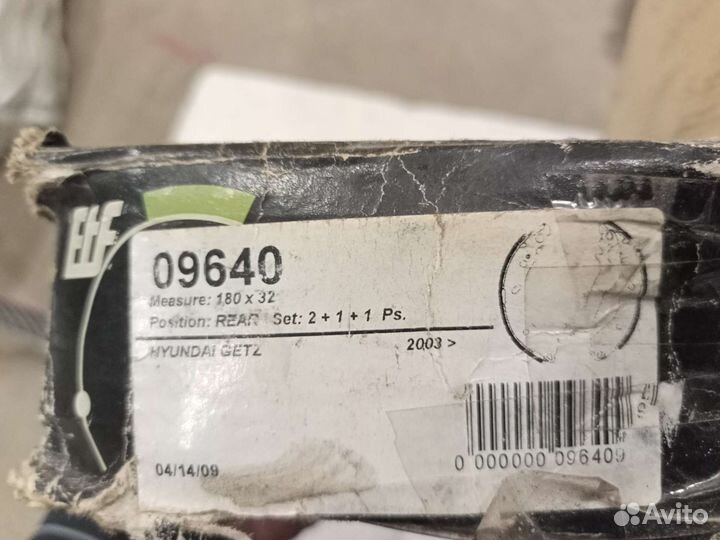 EtF
09640
Measure: 180 x 32
Position: REAR Set: 2 + 1 + 1 Ps.
HYUNDAI GETZ 2003 >
04/14/09
0 000000 096409
Avito